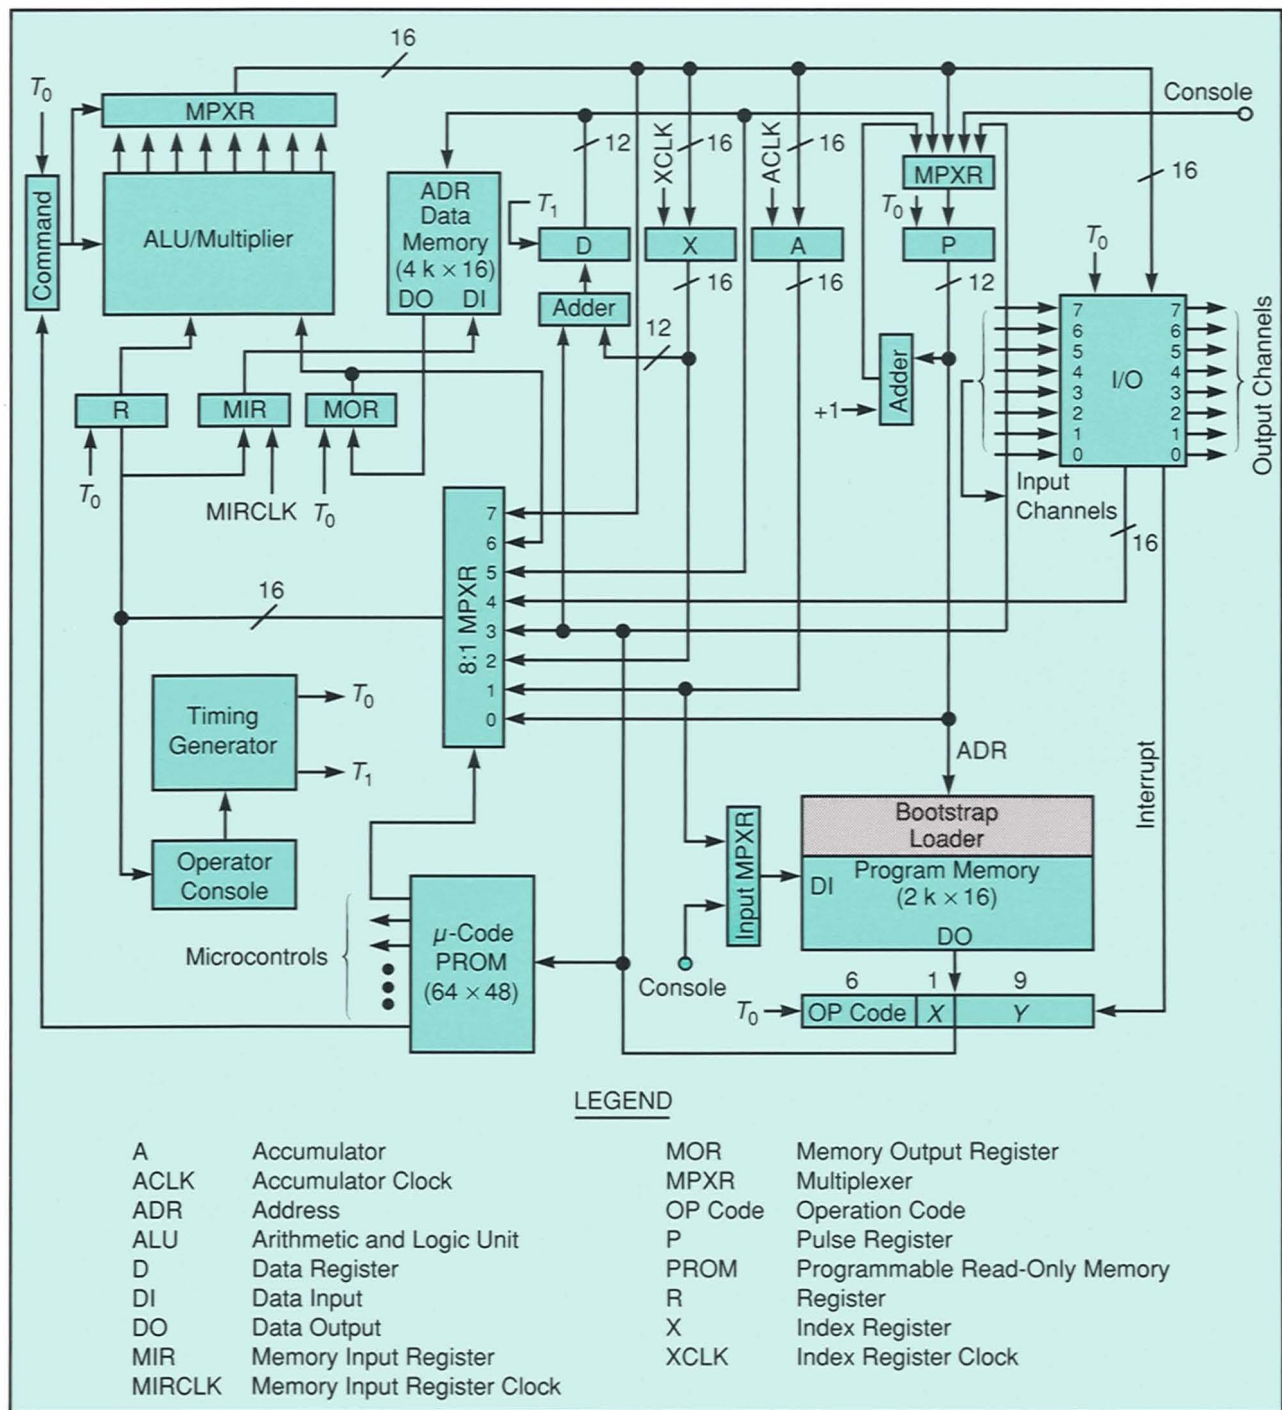 16
T0
MPXR
Console
12
16
XCLK
16
ACLK
16
Command
ALU/Multiplier
ADR
Data
Memory
(4 k × 16)
DO DI
T1
D
X
A
MPXR
T0
P
T0
Adder
12
16
16
12
Adder
+1
7
6
5
4
3
2
1
0
I/O
7
6
5
4
3
2
1
0
Output Channels
R
MIR
MOR
T0
MIRCLK
T0
Input
Channels
16
8:1 MPXR
7
6
5
4
3
2
1
0
16
Timing
Generator
T0
T1
Operator
Console
ADR
Interrupt
Input MPXR
Bootstrap
Loader
DI
Program Memory
(2 k × 16)
DO
Microcontrols
μ-Code
PROM
(64 × 48)
Console
6 1 9
T0
OP Code X Y
LEGEND
A Accumulator
ACLK Accumulator Clock
ADR Address
ALU Arithmetic and Logic Unit
D Data Register
DI Data Input
DO Data Output
MIR Memory Input Register
MIRCLK Memory Input Register Clock
MOR Memory Output Register
MPXR Multiplexer
OP Code Operation Code
P Pulse Register
PROM Programmable Read-Only Memory
R Register
X Index Register
XCLK Index Register Clock